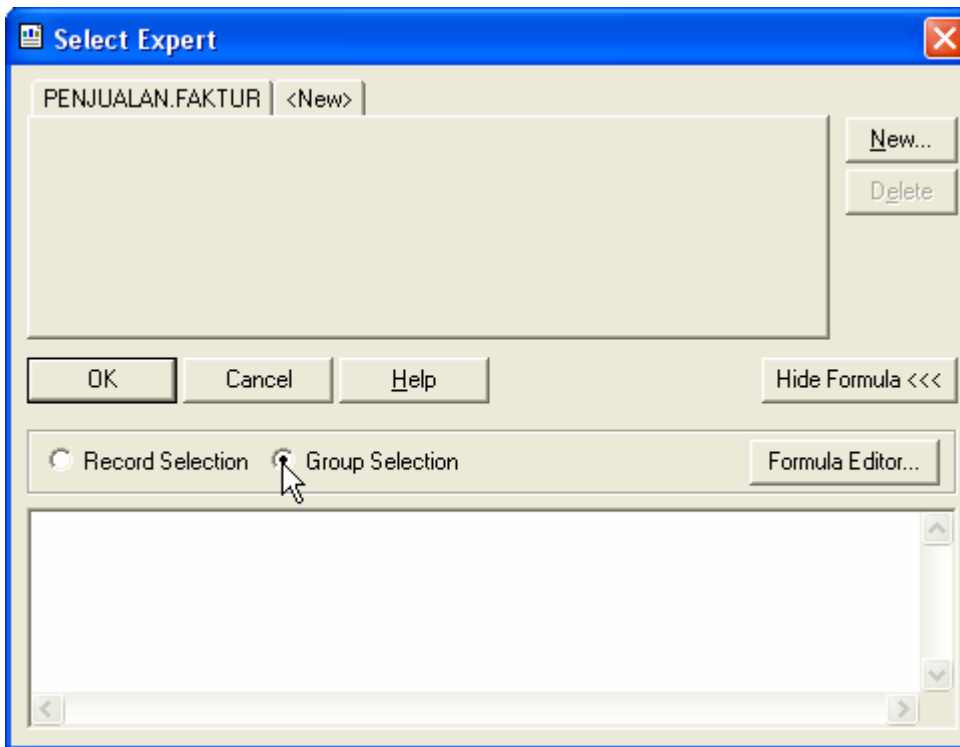 Select Expert
PENJUALAN.FAKTUR <New>
New...
Delete
OK Cancel Help Hide Formula <<<
Record Selection Group Selection Formula Editor...